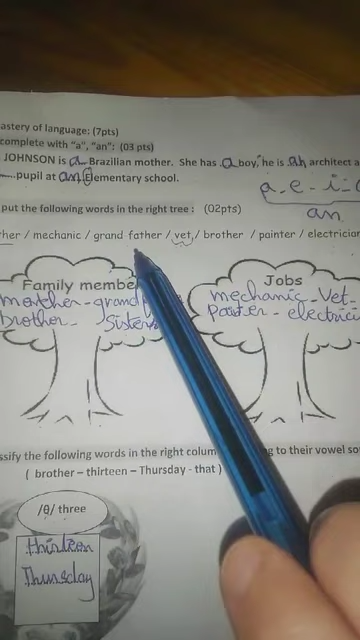 astery of language: (7pts)
complete with "a", "an": (03 pts)
JOHNSON is a Brazilian mother. She has a boy, he is an architect a
.....pupil at an Elementary school.
a - e - i -
an
put the following words in the right tree : (02pts)
her / mechanic / grand father / vet / brother / painter / electrician
Family membe
Jobs
brother - Sister
mechanic - Vet -
Painter - electrici
ssify the following words in the right colum g to their vowel so
( brother – thirteen – Thursday - that )
/θ/ three
thirteen
Thursday